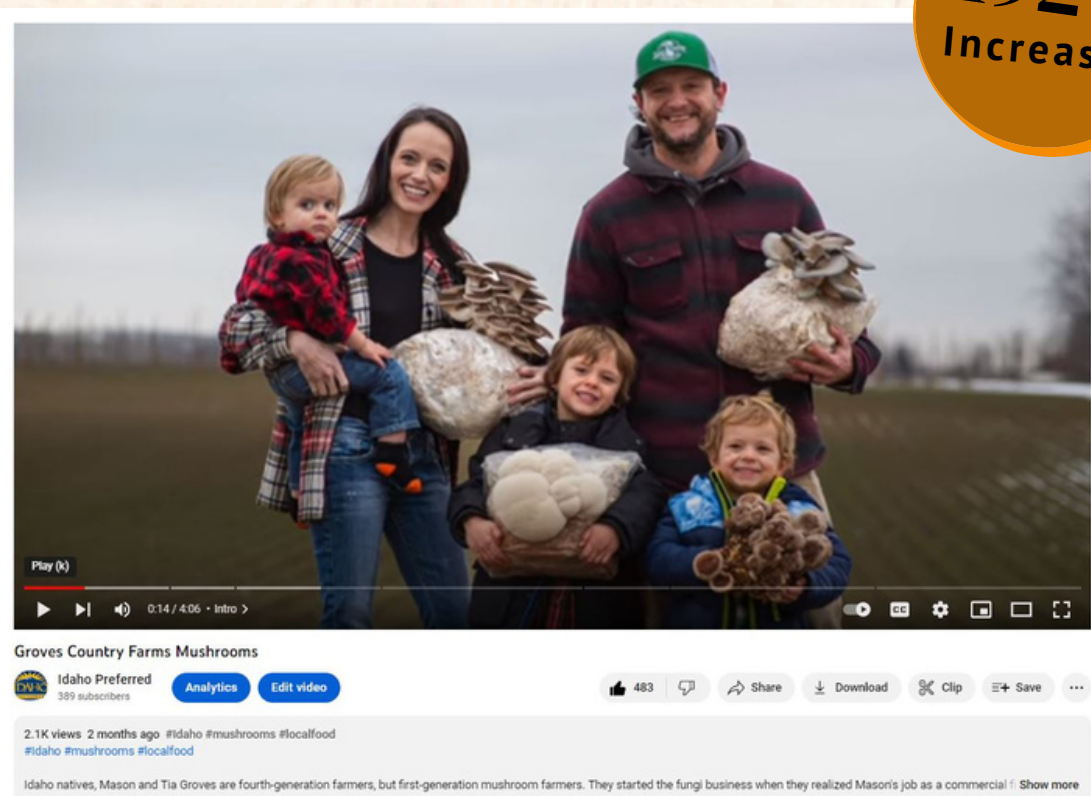 Play (k)
0:14 / 4:06 • Intro
Groves Country Farms Mushrooms
Idaho Preferred
389 subscribers
Analytics
Edit video
483
Share
Download
Clip
Save
2.1K views 2 months ago #Idaho #mushrooms #localfood
#Idaho #mushrooms #localfood
Idaho natives, Mason and Tia Groves are fourth-generation farmers, but first-generation mushroom farmers. They started the fungi business when they realized Mason's job as a commercial Show more
CC